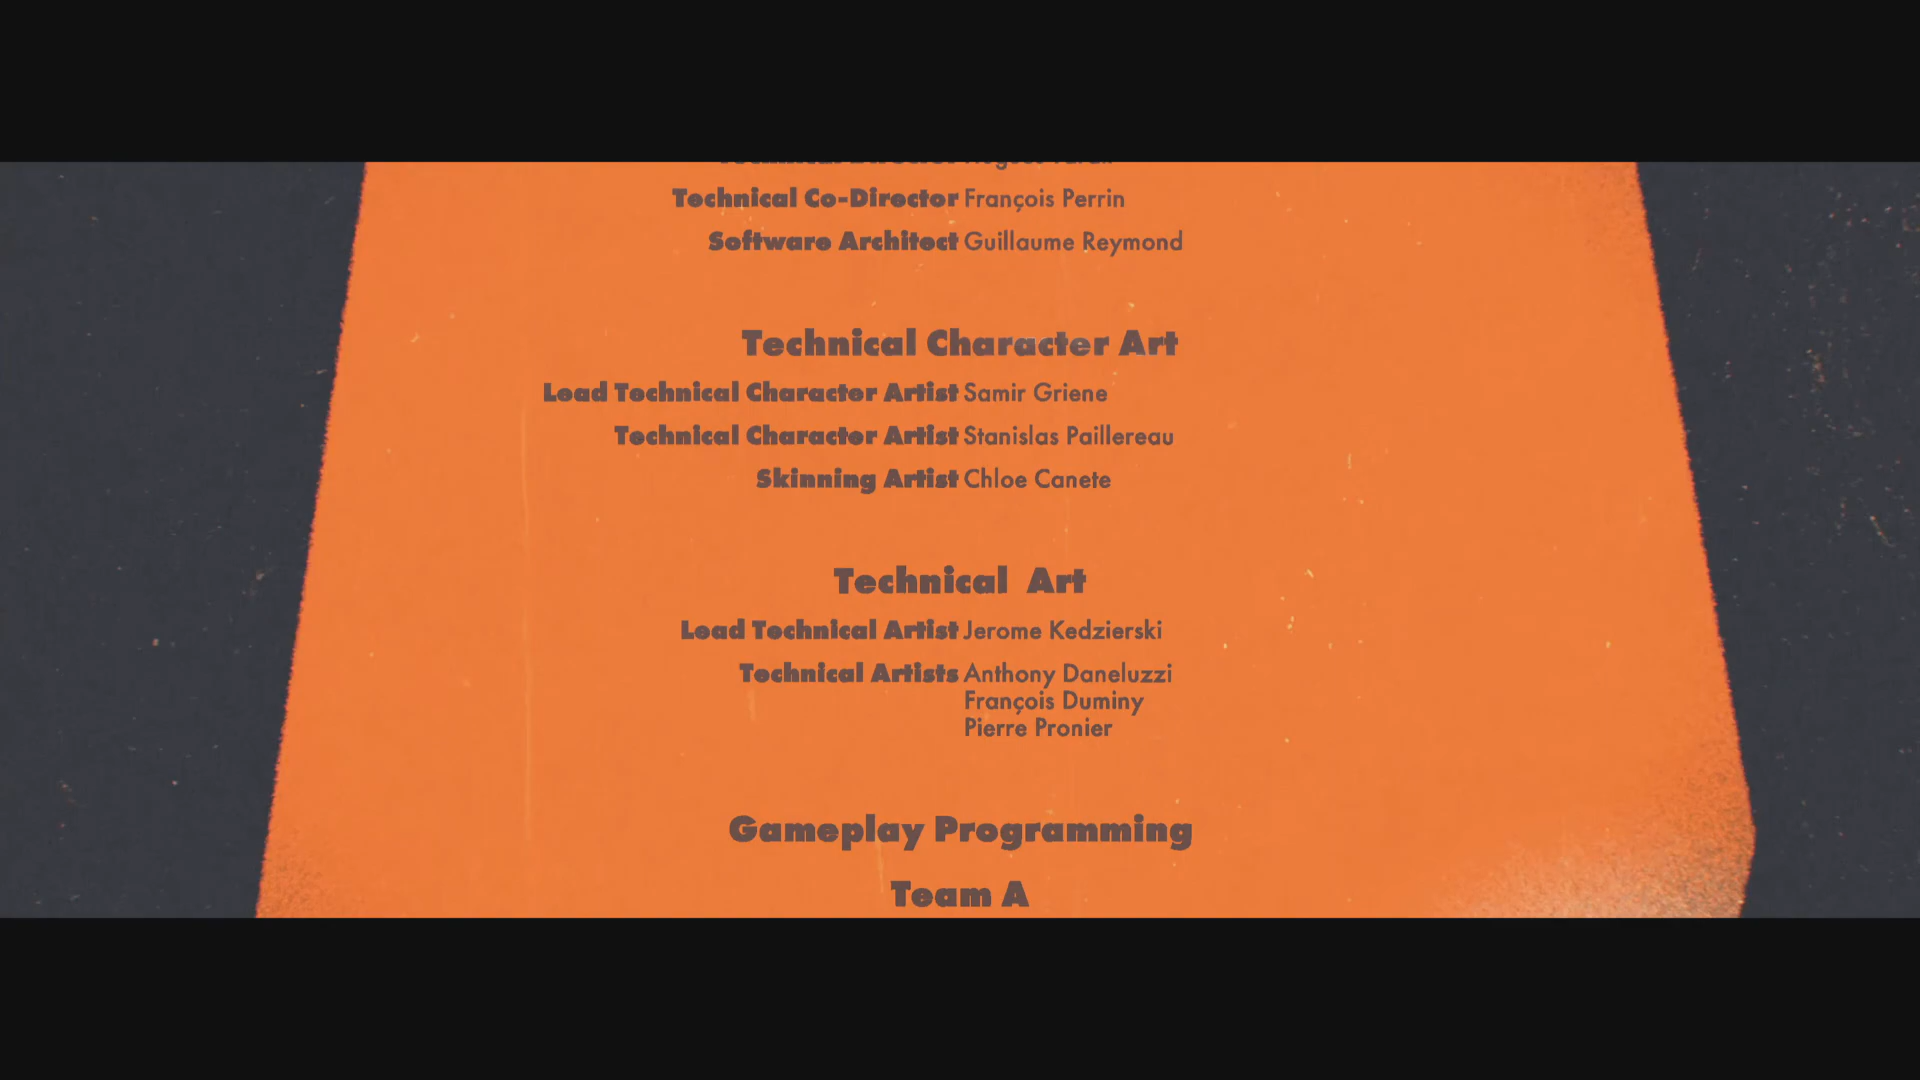 Technical Co-Director François Perrin
Software Architect Guillaume Reymond
Technical Character Art
Lead Technical Character Artist Samir Griene
Technical Character Artist Stanislas Paillereau
Skinning Artist Chloe Canete
Technical Art
Lead Technical Artist Jerome Kedzierski
Technical Artists Anthony Daneluzzi
François Duminy
Pierre Pronier
Gameplay Programming
Team A